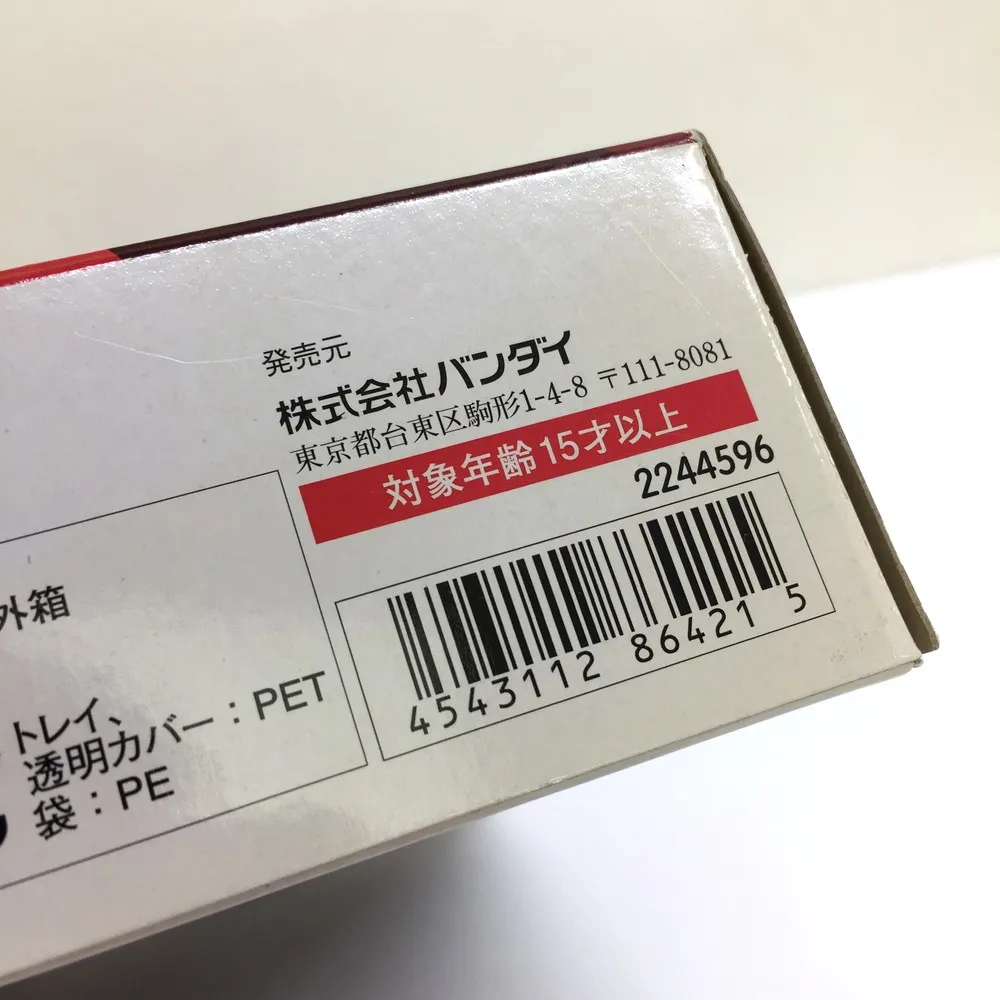 発売元
株式会社バンダイ
東京都台東区駒形1-4-8 〒111-8081
対象年齢15才以上
2244596
4543112 86421 5
外箱
トレイ、
透明カバー：PET
袋：PE